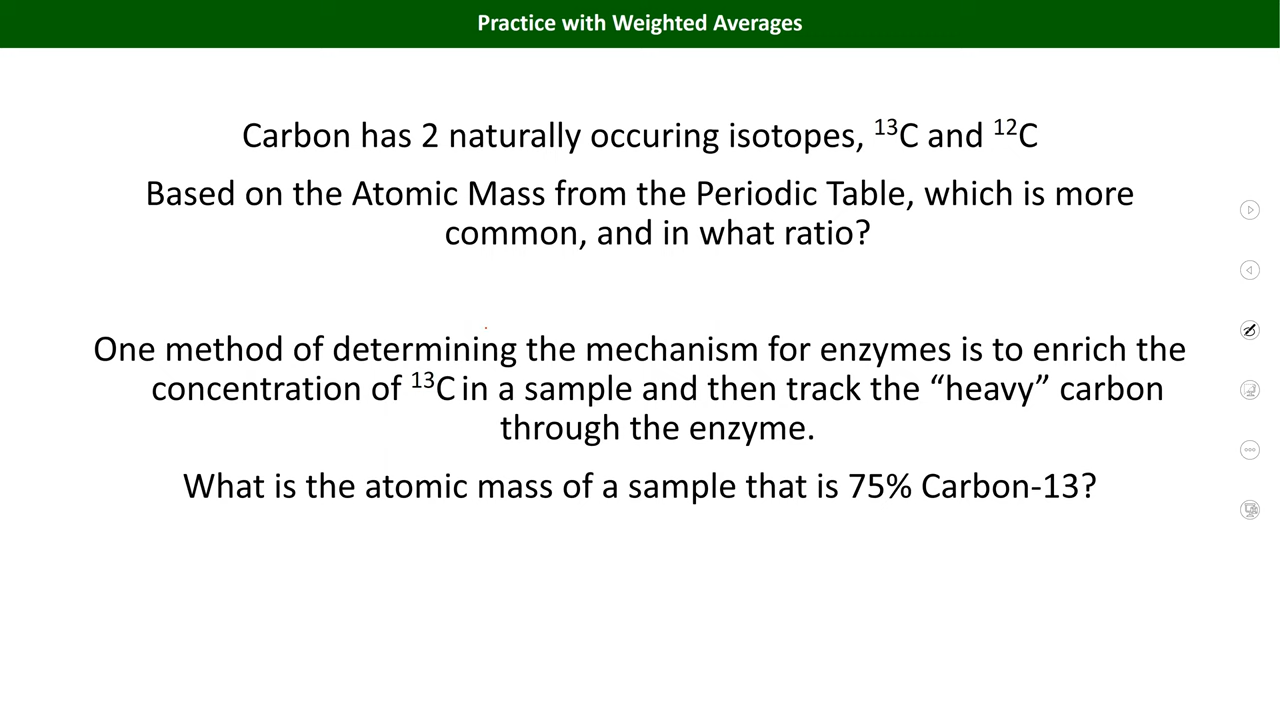 Practice with Weighted Averages
Carbon has 2 naturally occuring isotopes, ¹³C and ¹²C
Based on the Atomic Mass from the Periodic Table, which is more
common, and in what ratio?
One method of determining the mechanism for enzymes is to enrich the
concentration of ¹³C in a sample and then track the “heavy” carbon
through the enzyme.
What is the atomic mass of a sample that is 75% Carbon-13?